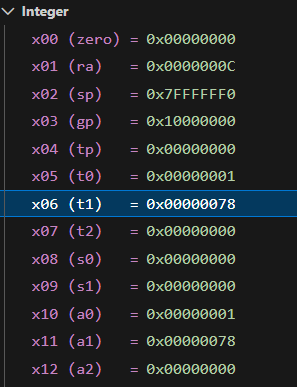 Integer
x00 (zero) = 0x00000000
x01 (ra) = 0x0000000C
x02 (sp) = 0x7FFFFFF0
x03 (gp) = 0x10000000
x04 (tp) = 0x00000000
x05 (t0) = 0x00000001
x06 (t1) = 0x00000078
x07 (t2) = 0x00000000
x08 (s0) = 0x00000000
x09 (s1) = 0x00000000
x10 (a0) = 0x00000001
x11 (a1) = 0x00000078
x12 (a2) = 0x00000000